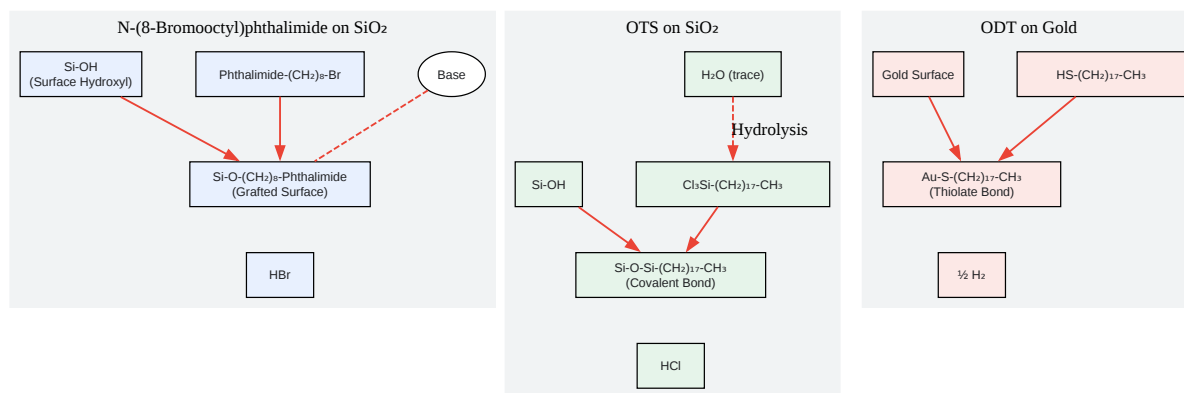 N-(8-Bromooctyl)phthalimide on SiO₂
Si-OH
(Surface Hydroxyl)
Phthalimide-(CH₂)₈-Br
Base
Si-O-(CH₂)₈-Phthalimide
(Grafted Surface)
HBr
OTS on SiO₂
H₂O (trace)
Hydrolysis
Si-OH
Cl₃Si-(CH₂)₁₇-CH₃
Si-O-Si-(CH₂)₁₇-CH₃
(Covalent Bond)
HCl
ODT on Gold
Gold Surface
HS-(CH₂)₁₇-CH₃
Au-S-(CH₂)₁₇-CH₃
(Thiolate Bond)
½ H₂